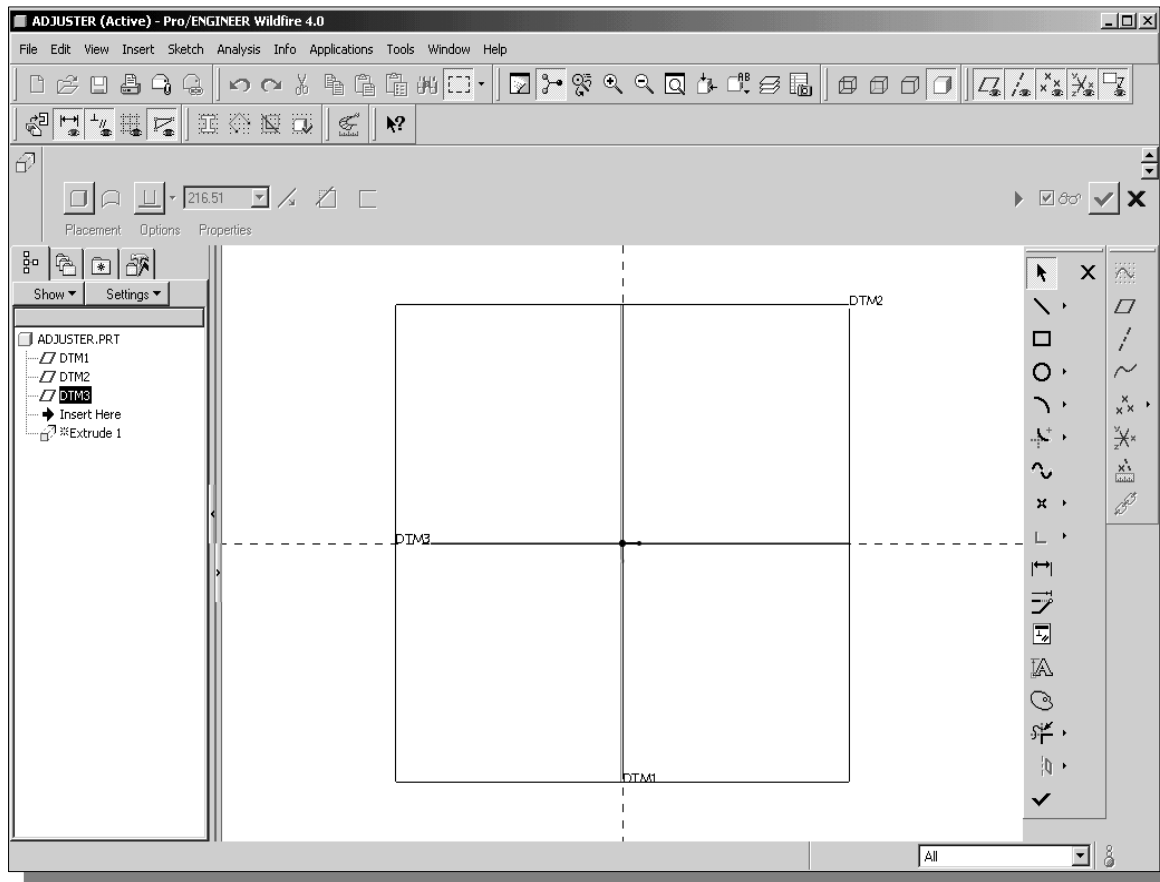 ADJUSTER (Active) - Pro/ENGINEER Wildfire 4.0
File Edit View Insert Sketch Analysis Info Applications Tools Window Help
216.51
Placement Options Properties
Show Settings
ADJUSTER.PRT
DTM1
DTM2
DTM3
Insert Here
※Extrude 1
DTM2
DTM3
DTM1
All